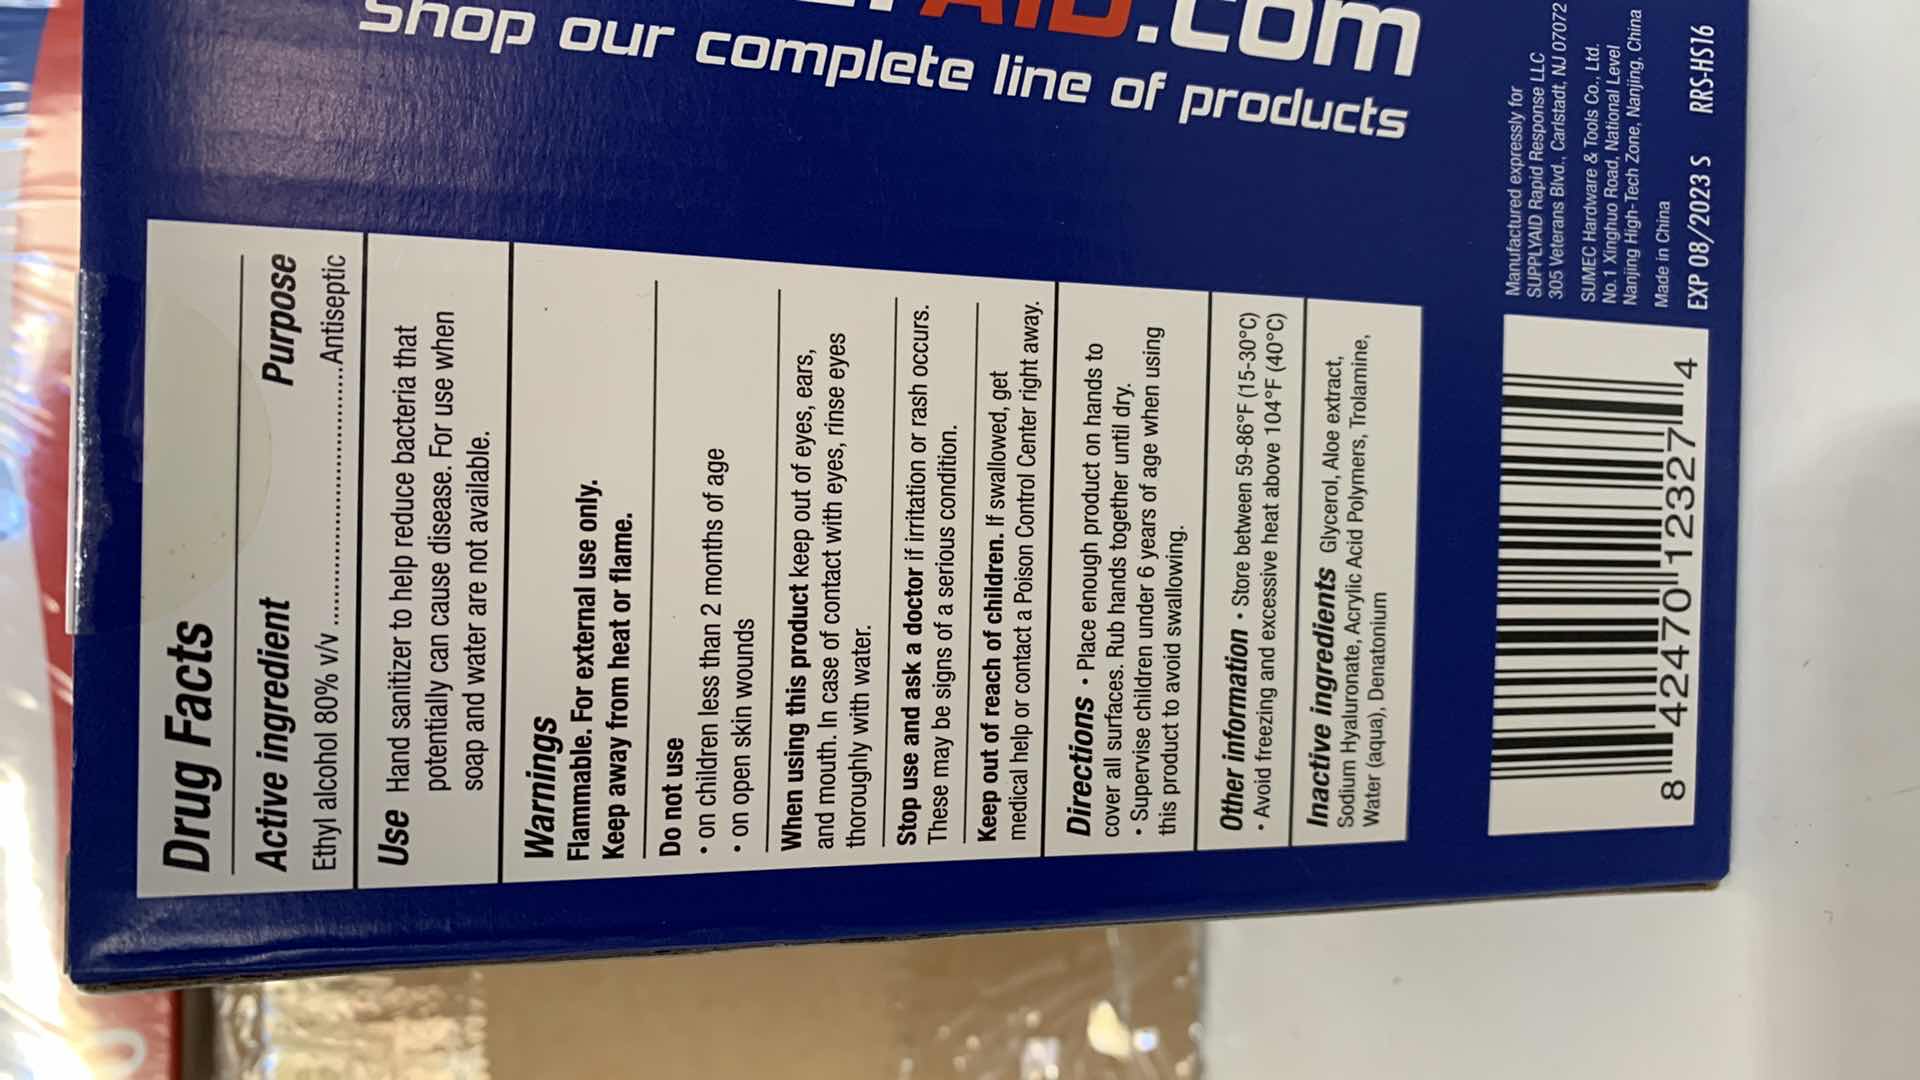 AID.com
Shop our complete line of products
Drug Facts
Active ingredient Purpose
Ethyl alcohol 80% v/v ........................................Antiseptic
Use Hand sanitizer to help reduce bacteria that
potentially can cause disease. For use when
soap and water are not available.
Warnings
Flammable. For external use only.
Keep away from heat or flame.
Do not use
• on children less than 2 months of age
• on open skin wounds
When using this product keep out of eyes, ears,
and mouth. In case of contact with eyes, rinse eyes
thoroughly with water.
Stop use and ask a doctor if irritation or rash occurs.
These may be signs of a serious condition.
Keep out of reach of children. If swallowed, get
medical help or contact a Poison Control Center right away.
Directions • Place enough product on hands to
cover all surfaces. Rub hands together until dry.
• Supervise children under 6 years of age when using
this product to avoid swallowing.
Other information • Store between 59-86°F (15-30°C)
• Avoid freezing and excessive heat above 104°F (40°C)
Inactive ingredients Glycerol, Aloe extract,
Sodium Hyaluronate, Acrylic Acid Polymers, Trolamine,
Water (aqua), Denatonium
Manufactured expressly for
SUPPLYAID Rapid Response LLC
305 Veterans Blvd., Carlstadt, NJ 07072
SUMEC Hardware & Tools Co., Ltd.
No.1 Xinghuo Road, National Level
Nanjing High-Tech Zone, Nanjing, China
Made in China
EXP 08/2023 S RRS-HS16
8 42470 12327 4